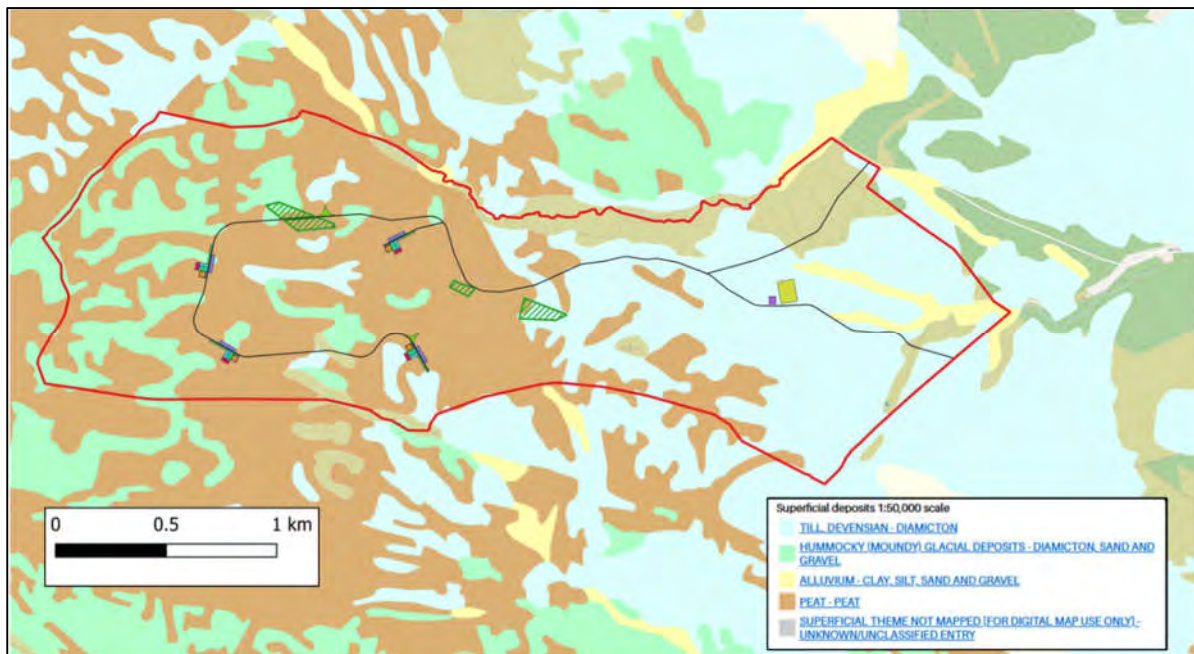 0 0.5 1 km
Superficial deposits 1:50,000 scale
TILL, DEVENSIAN - DIAMICTON
HUMMOCKY (MOUNDY) GLACIAL DEPOSITS - DIAMICTON, SAND AND
GRAVEL
ALLUVIUM - CLAY, SILT, SAND AND GRAVEL
PEAT - PEAT
SUPERFICIAL THEME NOT MAPPED [FOR DIGITAL MAP USE ONLY] -
UNKNOWN/UNCLASSIFIED ENTRY